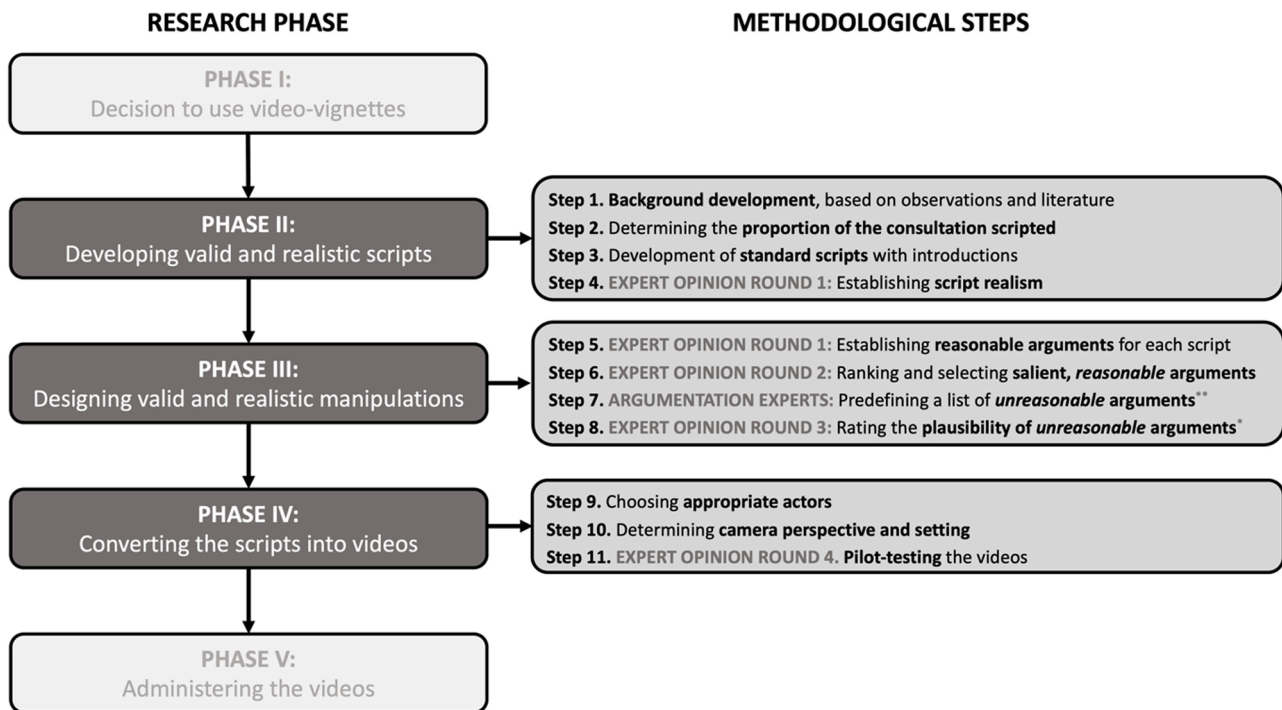 RESEARCH PHASE
METHODOLOGICAL STEPS
PHASE I:
Decision to use video-vignettes
PHASE II:
Developing valid and realistic scripts
Step 1. Background development, based on observations and literature
Step 2. Determining the proportion of the consultation scripted
Step 3. Development of standard scripts with introductions
Step 4. EXPERT OPINION ROUND 1: Establishing script realism
PHASE III:
Designing valid and realistic manipulations
Step 5. EXPERT OPINION ROUND 1: Establishing reasonable arguments for each script
Step 6. EXPERT OPINION ROUND 2: Ranking and selecting salient, reasonable arguments
Step 7. ARGUMENTATION EXPERTS: Predefining a list of unreasonable arguments**
Step 8. EXPERT OPINION ROUND 3: Rating the plausibility of unreasonable arguments*
PHASE IV:
Converting the scripts into videos
Step 9. Choosing appropriate actors
Step 10. Determining camera perspective and setting
Step 11. EXPERT OPINION ROUND 4. Pilot-testing the videos
PHASE V:
Administering the videos